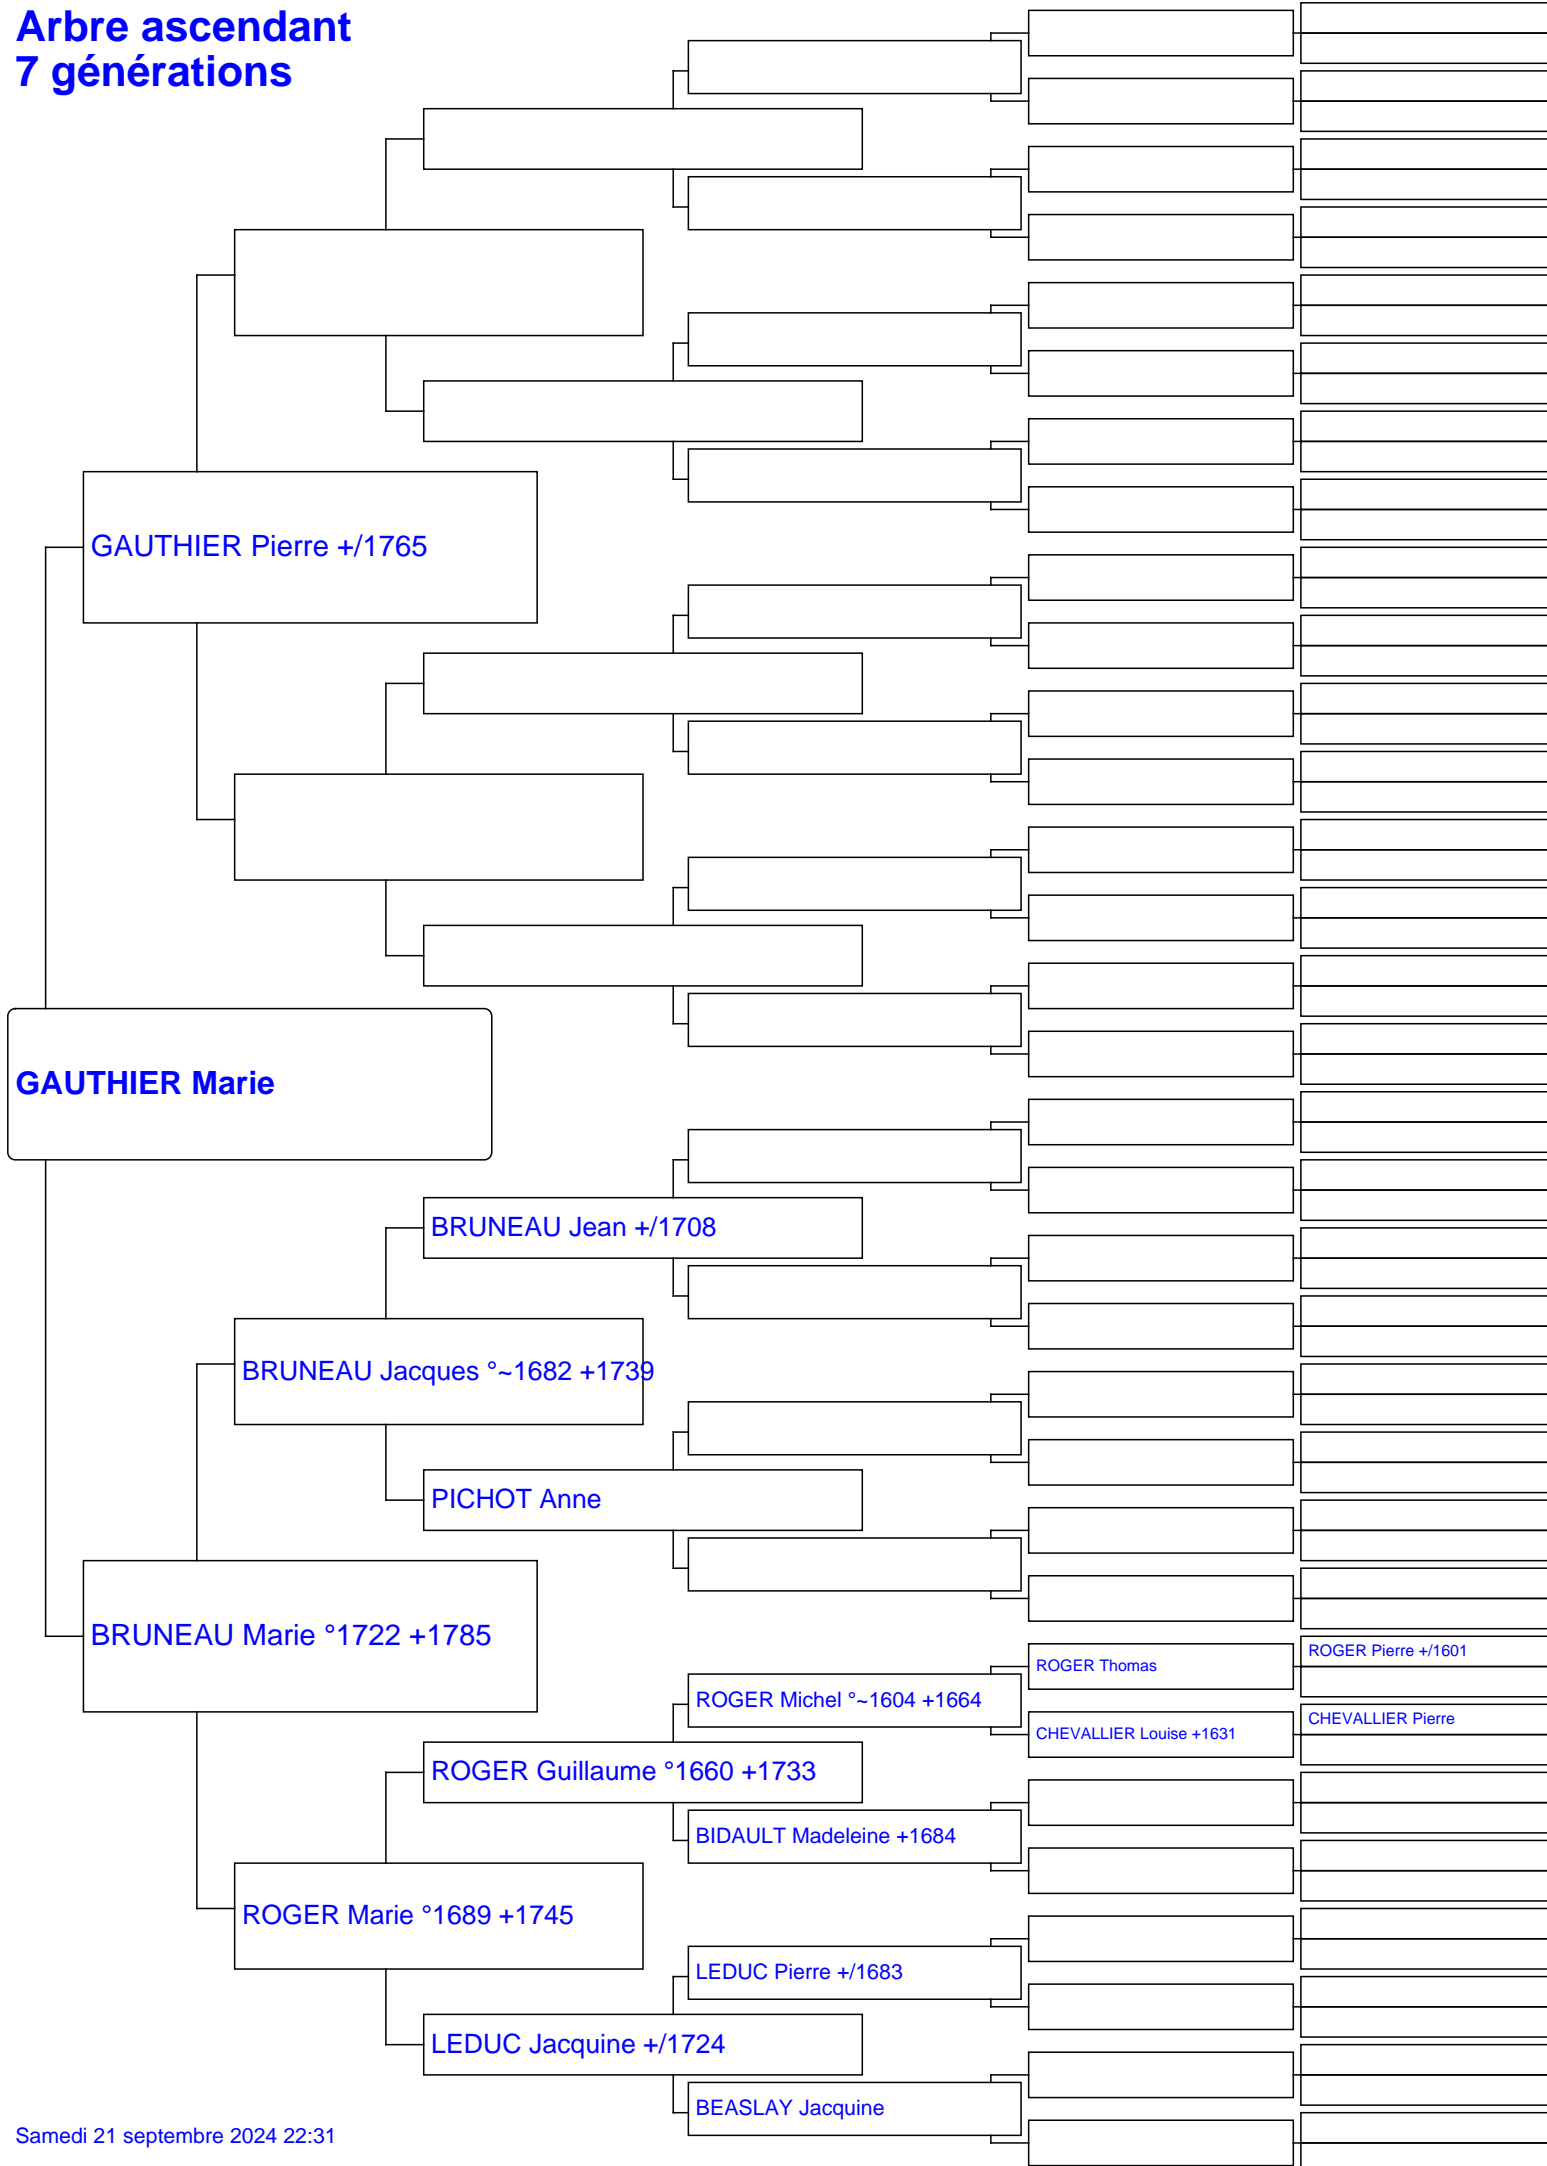 Arbre ascendant
7 générations
GAUTHIER Pierre +/1765
GAUTHIER Marie
BRUNEAU Jean +/1708
BRUNEAU Jacques °~1682 +1739
PICHOT Anne
BRUNEAU Marie °1722 +1785
ROGER Pierre +/1601
ROGER Thomas
ROGER Michel °~1604 +1664
CHEVALLIER Pierre
CHEVALLIER Louise +1631
ROGER Guillaume °1660 +1733
BIDAULT Madeleine +1684
ROGER Marie °1689 +1745
LEDUC Pierre +/1683
LEDUC Jacquine +/1724
BEASLAY Jacquine
Samedi 21 septembre 2024 22:31